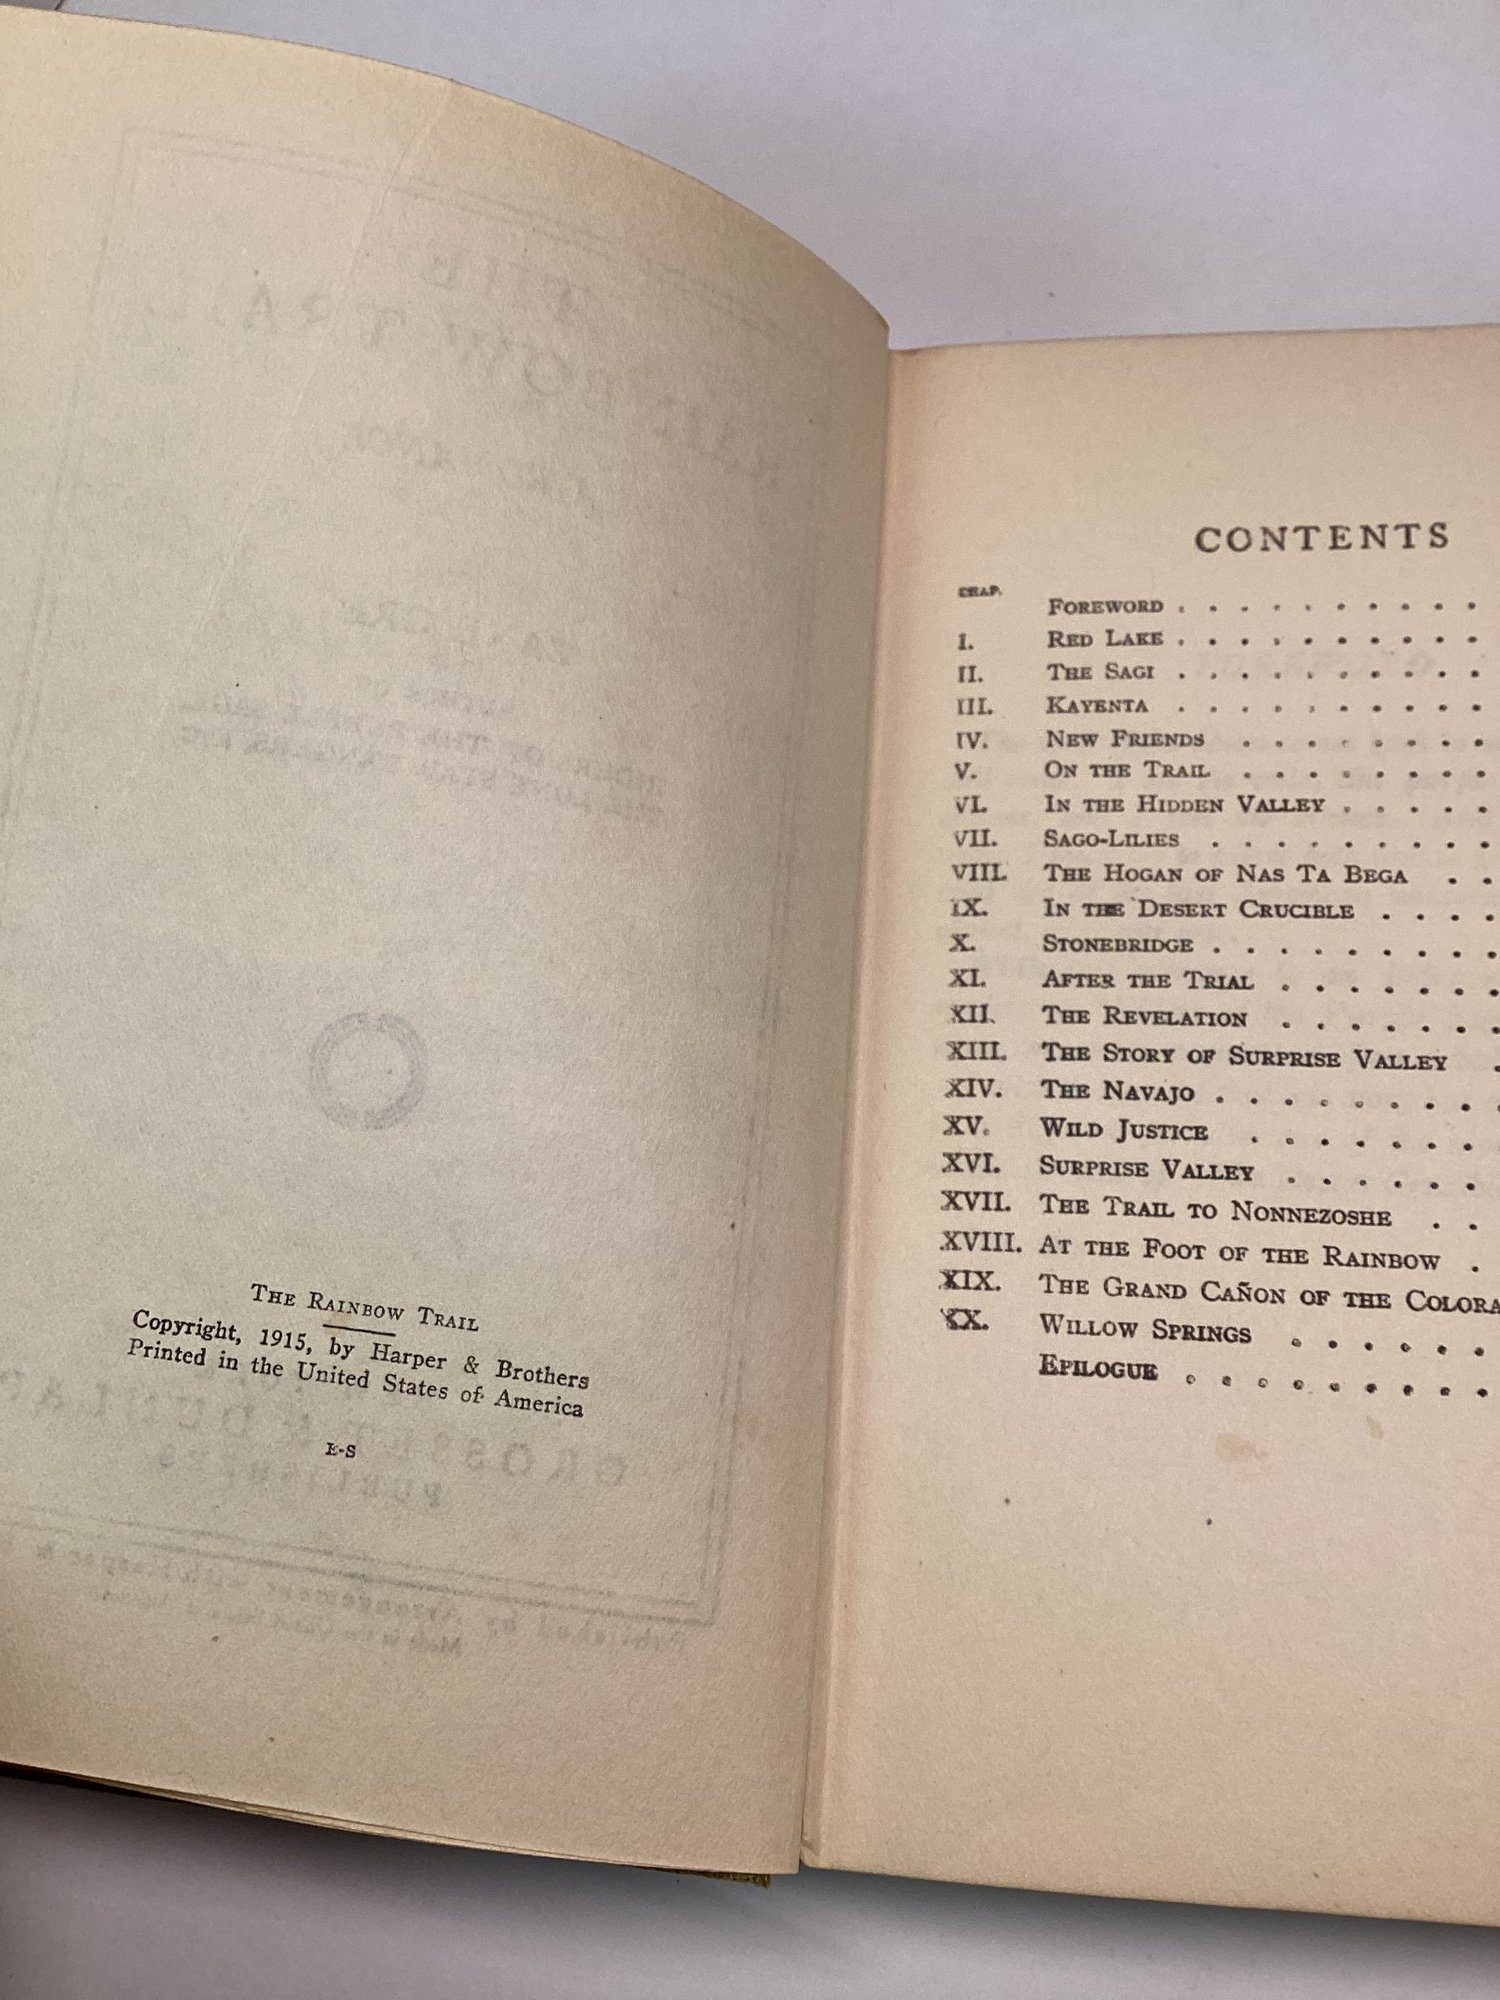 The Rainbow Trail
Copyright, 1915, by Harper & Brothers
Printed in the United States of America
E-S
CONTENTS
CHAP.
Foreword . . . . . . . . . .
I. Red Lake . . . . . . . . . .
II. The Sagi . . . . . . . . . .
III. Kayenta . . . . . . . . . .
IV. New Friends . . . . . . . .
V. On the Trail . . . . . . . .
VI. In the Hidden Valley . . . . .
VII. Sago-Lilies . . . . . . . . .
VIII. The Hogan of Nas Ta Bega . .
IX. In the Desert Crucible . . . .
X. Stonebridge . . . . . . . . .
XI. After the Trial . . . . . . .
XII. The Revelation . . . . . . .
XIII. The Story of Surprise Valley .
XIV. The Navajo . . . . . . . . .
XV. Wild Justice . . . . . . . .
XVI. Surprise Valley . . . . . .
XVII. The Trail to Nonnezoshe . .
XVIII. At the Foot of the Rainbow .
XIX. The Grand Cañon of the Colora
XX. Willow Springs . . . . . .
Epilogue . . . . . . . . .